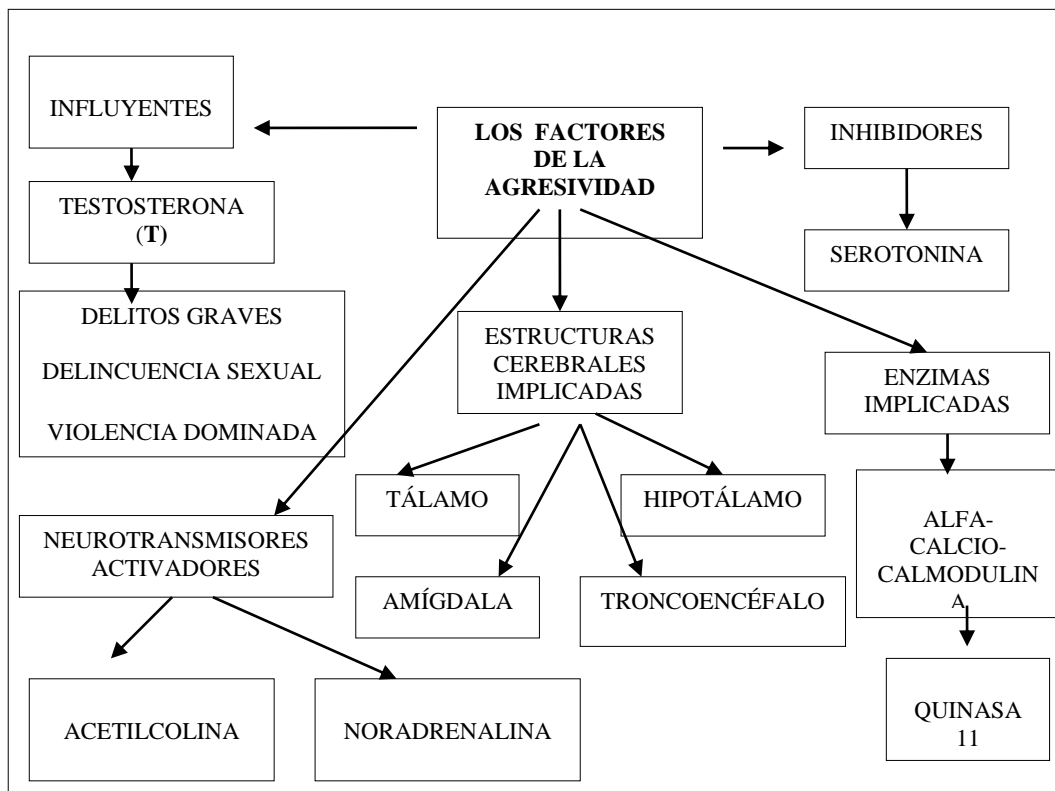 INFLUYENTES
LOS FACTORES
DE LA
AGRESIVIDAD
INHIBIDORES
TESTOSTERONA
(T)
SEROTONINA
DELITOS GRAVES
DELINCUENCIA SEXUAL
VIOLENCIA DOMINADA
ESTRUCTURAS
CEREBRALES
IMPLICADAS
ENZIMAS
IMPLICADAS
TÁLAMO
HIPOTÁLAMO
NEUROTRANSMISORES
ACTIVADORES
AMÍGDALA
TRONCOENCÉFALO
ALFA-
CALCIO-
CALMODULIN
A
ACETILCOLINA
NORADRENALINA
QUINASA
11